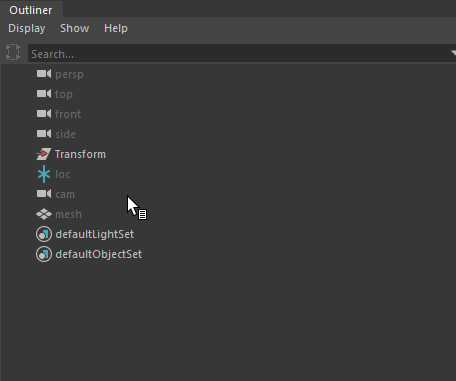 Outliner
Display Show Help
Search...
persp
top
front
side
Transform
loc
cam
mesh
defaultLightSet
defaultObjectSet